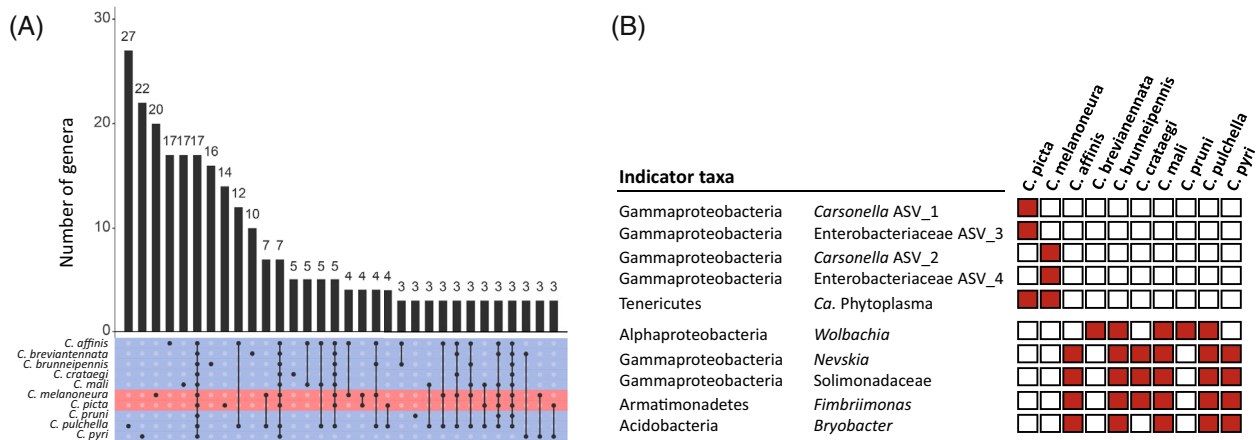 (A)
Number of genera
30
20
10
0
27
22
20
17
17
17
16
14
12
10
7
7
5
5
5
5
4
4
4
4
3
3
3
3
3
3
3
3
3
3
3
3
C. affinis
C. breviantennata
C. brunneipennis
C. crataegi
C. mali
C. melanoneura
C. picta
C. pruni
C. pulchella
C. pyri
(B)
C. picta
C. melanoneura
C. affinis
C. brevianennata
C. brunneipennis
C. crataegi
C. mali
C. pruni
C. pulchella
C. pyri
Indicator taxa
Gammaproteobacteria Carsonella ASV_1
Gammaproteobacteria Enterobacteriaceae ASV_3
Gammaproteobacteria Carsonella ASV_2
Gammaproteobacteria Enterobacteriaceae ASV_4
Tenericutes Ca. Phytoplasma
Alphaproteobacteria Wolbachia
Gammaproteobacteria Nevskia
Gammaproteobacteria Solimonadaceae
Armatimonadetes Fimbriimonas
Acidobacteria Bryobacter